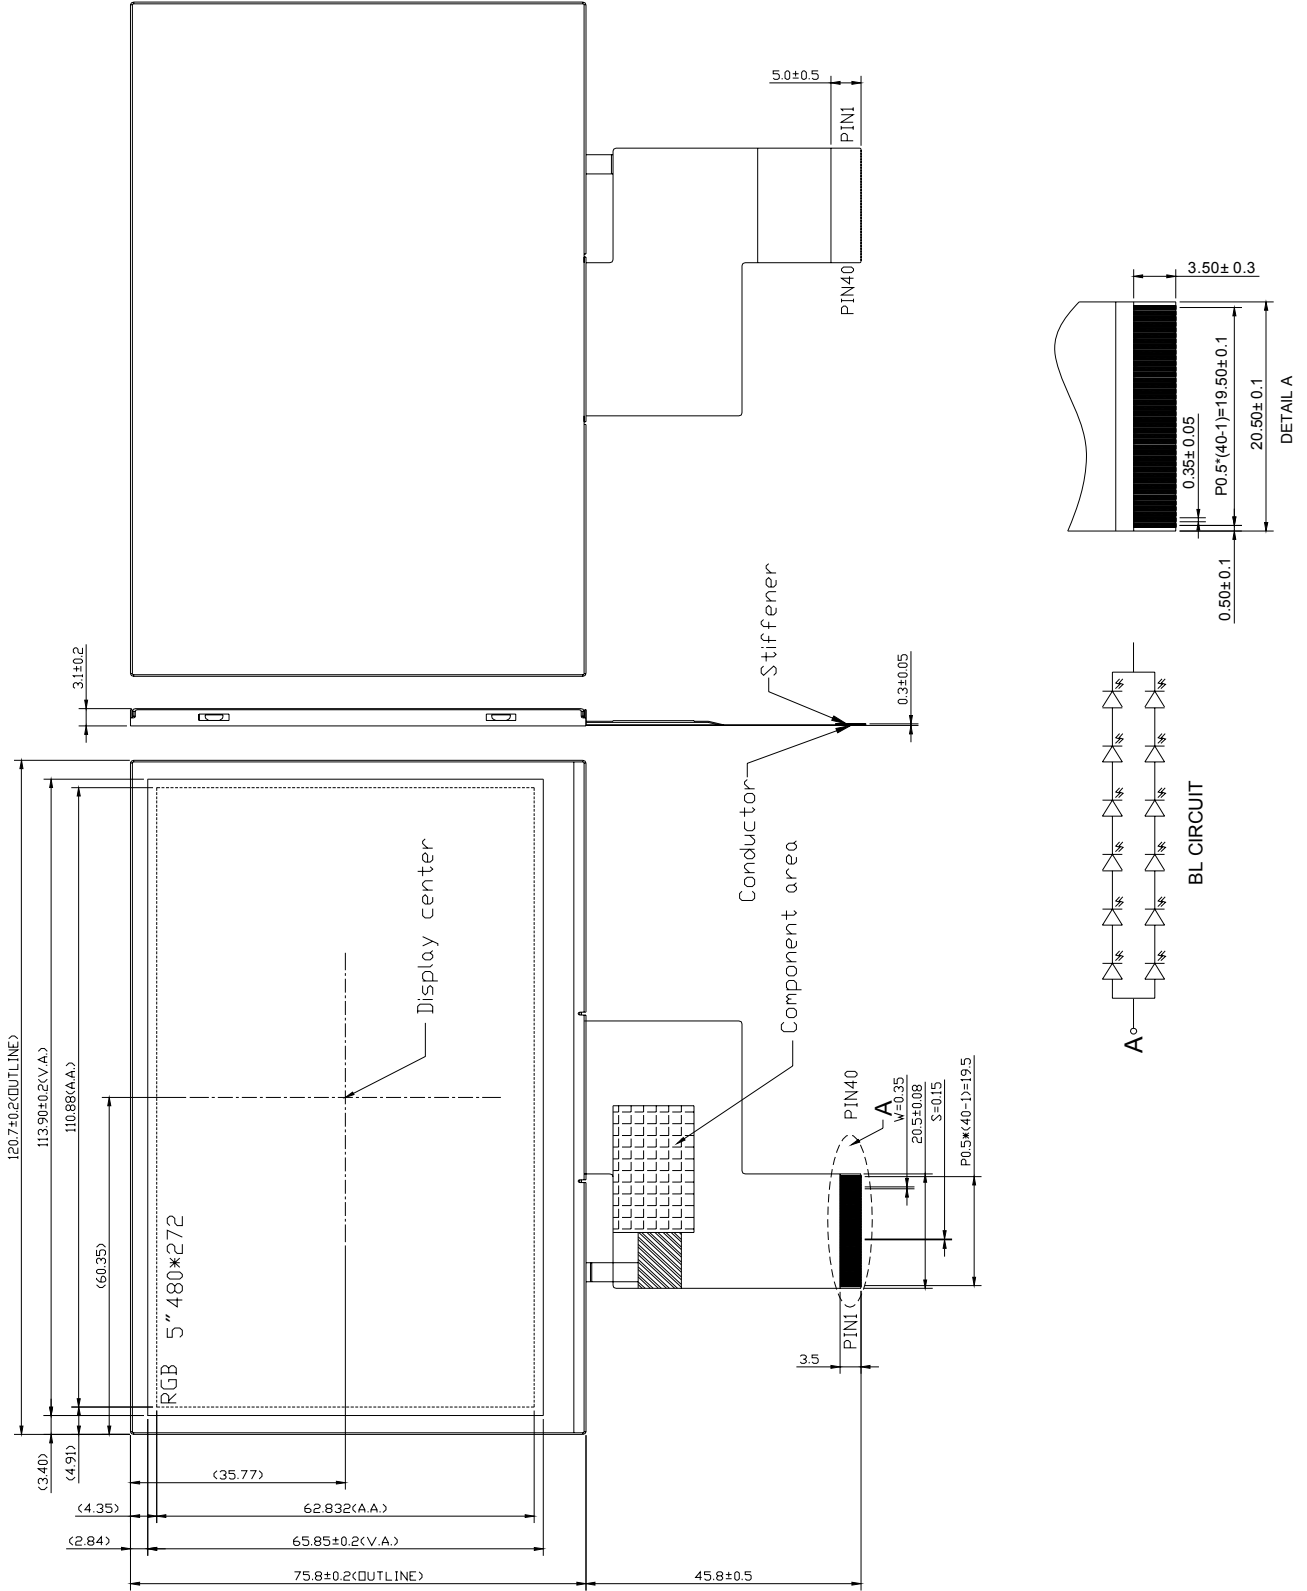 5.0±0.5
PIN1
PIN40
3.50± 0.3
0.35± 0.05
P0.5*(40-1)=19.50± 0.1
20.50± 0.1
0.50± 0.1
DETAIL A
3.1±0.2
Stiffener
0.3±0.05
Conductor
Component area
Display center
BL CIRCUIT
A
120.7±0.2(OUTLINE)
113.90±0.2(V.A.)
110.88(A.A.)
(60.35)
RGB 5" 480*272
(3.40)
(4.91)
(35.77)
(4.35)
62.832(A.A.)
(2.84)
65.85±0.2(V.A.)
75.8±0.2(OUTLINE)
45.8±0.5
PIN40
A
W=0.35
20.5±0.08
S=0.15
P0.5*(40-1)=19.5
PIN1
3.5